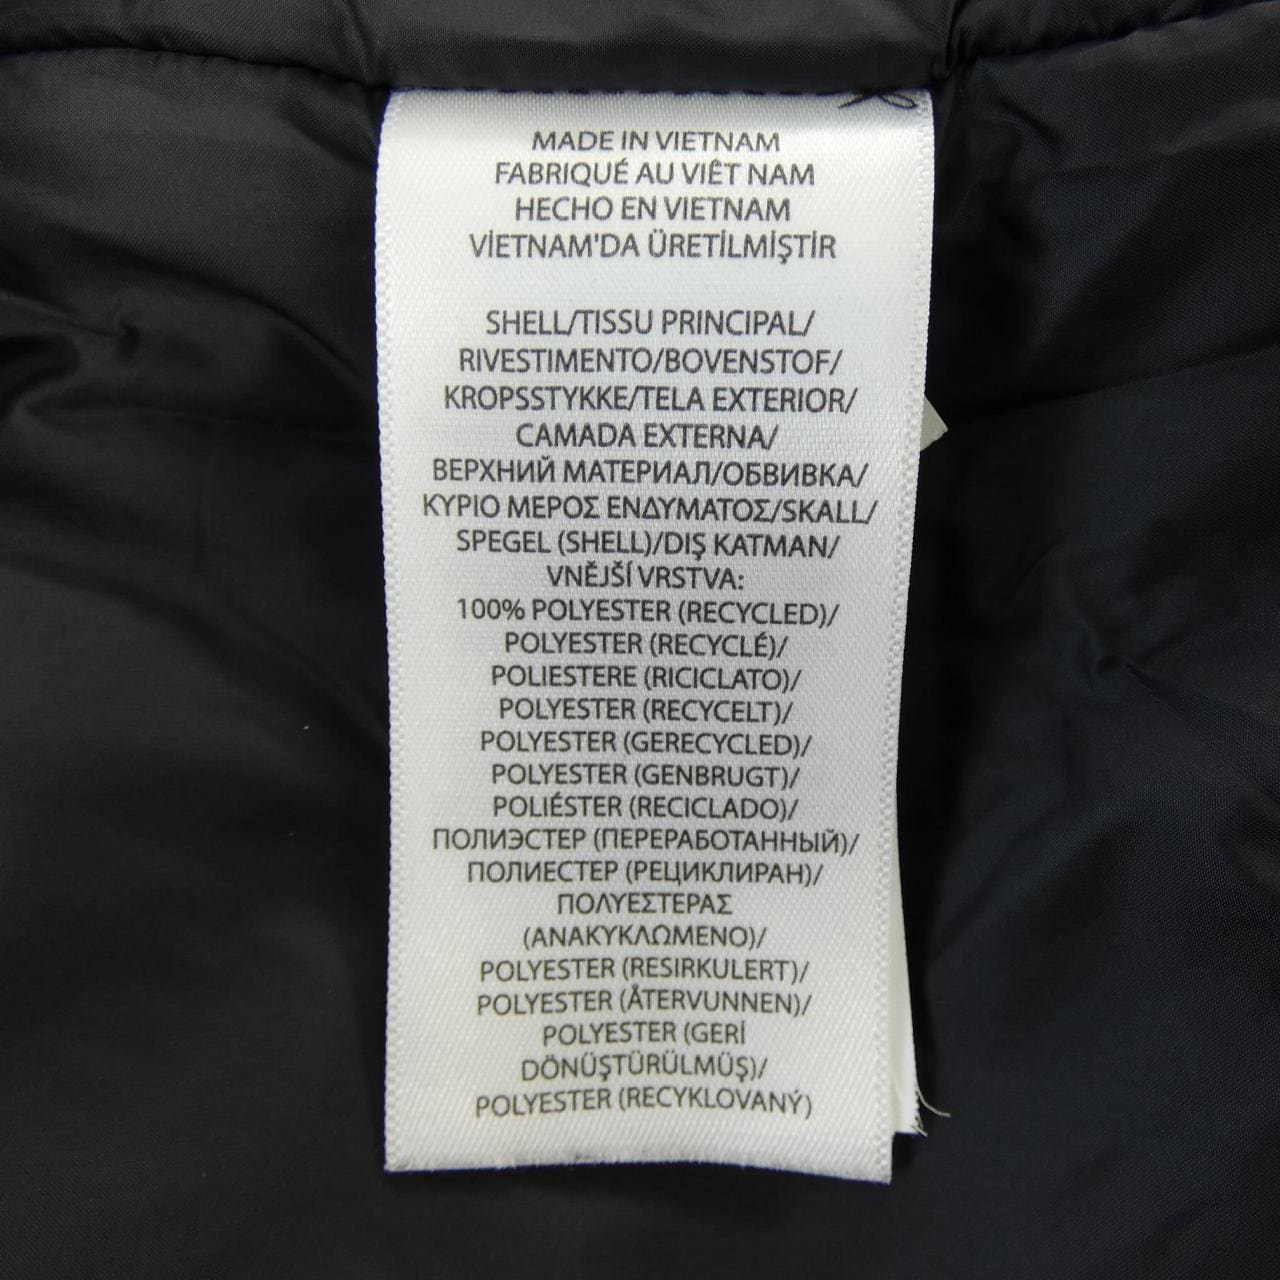 MADE IN VIETNAM
FABRIQUÉ AU VIÊT NAM
HECHO EN VIETNAM
VİETNAM'DA ÜRETİLMİŞTİR
SHELL/TISSU PRINCIPAL/
RIVESTIMENTO/BOVENSTOF/
KROPSSTYKKE/TELA EXTERIOR/
CAMADA EXTERNA/
ВЕРХНИЙ МАТЕРИАЛ/ОБВИВКА/
ΚΥΡΙΟ ΜΕΡΟΣ ΕΝΔΥΜΑΤΟΣ/SKALL/
SPEGEL (SHELL)/DIŞ KATMAN/
VNĚJŠÍ VRSTVA:
100% POLYESTER (RECYCLED)/
POLYESTER (RECYCLÉ)/
POLIESTERE (RICICLATO)/
POLYESTER (RECYCELT)/
POLYESTER (GERECYCLED)/
POLYESTER (GENBRUGT)/
POLIÉSTER (RECICLADO)/
ПОЛИЭСТЕР (ПЕРЕРАБОТАННЫЙ)/
ПОЛИЕСТЕР (РЕЦИКЛИРАН)/
ΠΟΛΥΕΣΤΕΡΑΣ
(ΑΝΑΚΥΚΛΩΜΕΝΟ)/
POLYESTER (RESIRKULERT)/
POLYESTER (ÅTERVUNNEN)/
POLYESTER (GERİ
DÖNÜŞTÜRÜLMÜŞ)/
POLYESTER (RECYKLOVANÝ)